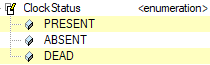 ClockStatus <enumeration>
PRESENT
ABSENT
DEAD